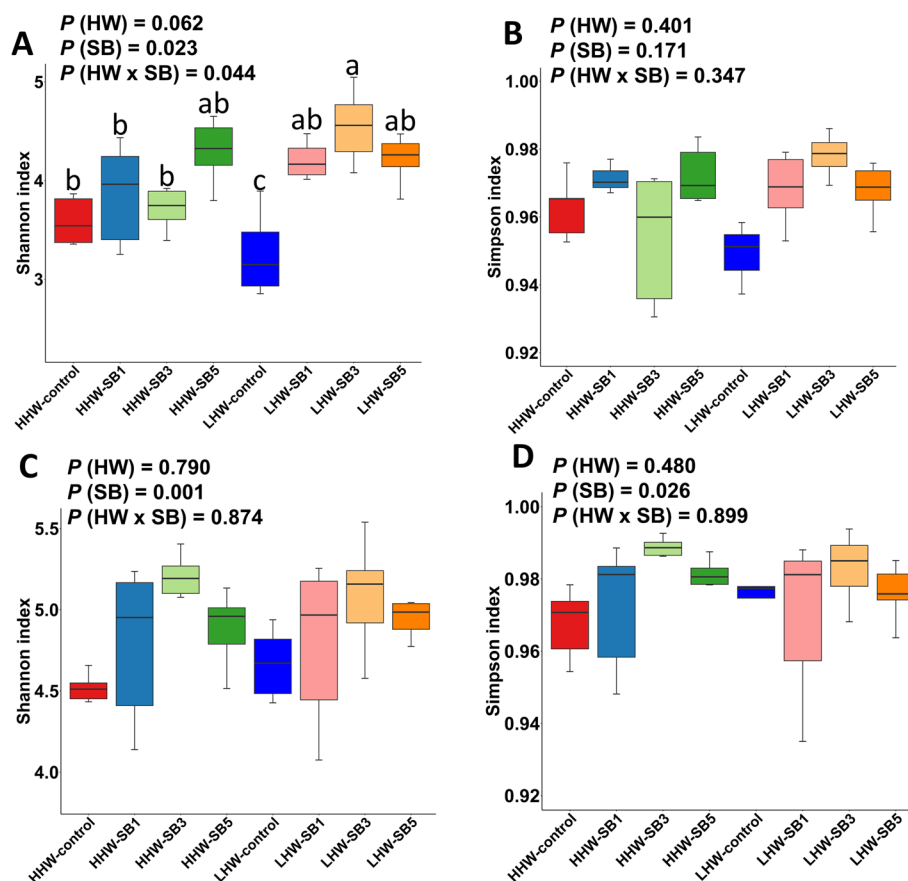 A
P (HW) = 0.062
P (SB) = 0.023
P (HW x SB) = 0.044
Shannon index
5
4
3
b
b
b
ab
c
ab
a
ab
HHW-control
HHW-SB1
HHW-SB3
HHW-SB5
LHW-control
LHW-SB1
LHW-SB3
LHW-SB5
B
P (HW) = 0.401
P (SB) = 0.171
P (HW x SB) = 0.347
Simpson index
1.00
0.98
0.96
0.94
0.92
HHW-control
HHW-SB1
HHW-SB3
HHW-SB5
LHW-control
LHW-SB1
LHW-SB3
LHW-SB5
C
P (HW) = 0.790
P (SB) = 0.001
P (HW x SB) = 0.874
Shannon index
5.5
5.0
4.5
4.0
HHW-control
HHW-SB1
HHW-SB3
HHW-SB5
LHW-control
LHW-SB1
LHW-SB3
LHW-SB5
D
P (HW) = 0.480
P (SB) = 0.026
P (HW x SB) = 0.899
Simpson index
1.00
0.98
0.96
0.94
0.92
HHW-control
HHW-SB1
HHW-SB3
HHW-SB5
LHW-control
LHW-SB1
LHW-SB3
LHW-SB5